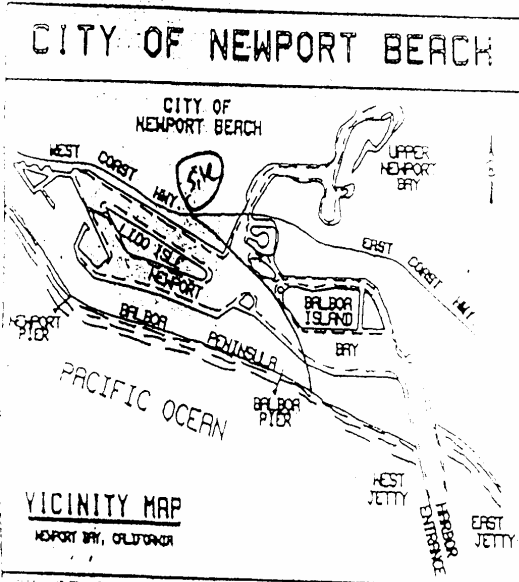 CITY OF NEWPORT BEACH
CITY OF
NEWPORT BEACH
WEST COAST HWY
SITE
UPPER
NEWPORT
BAY
LIDO ISLE
EAST COAST HWY
NEWPORT
BALBOA
ISLAND
BAY
NEWPORT
PIER
BALBOA PENINSULA
PACIFIC OCEAN
BALBOA
PIER
WEST
JETTY
HARBOR
ENTRANCE
EAST
JETTY
VICINITY MAP
NEWPORT BAY, CALIFORNIA